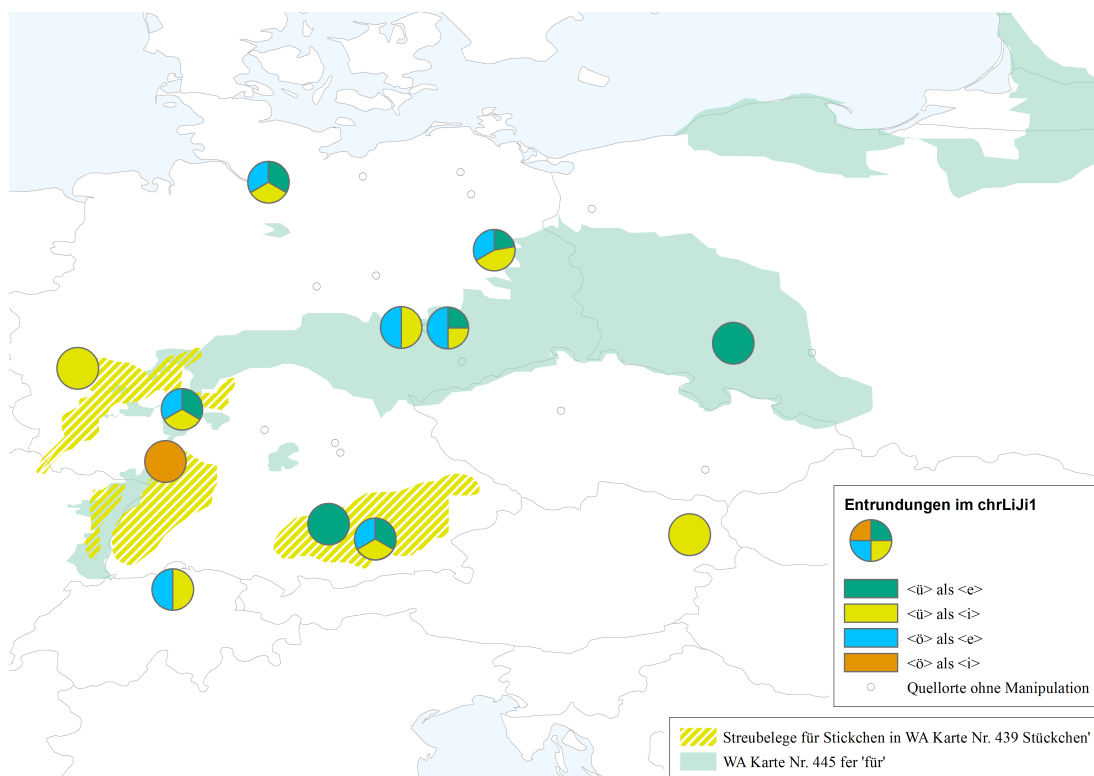 Entrundungen im chrLiJi1
<ü> als <e>
<ü> als <i>
<ö> als <e>
<ö> als <i>
Quellorte ohne Manipulation
Streubelege für Stickchen in WA Karte Nr. 439 Stückchen'
WA Karte Nr. 445 fer 'für'